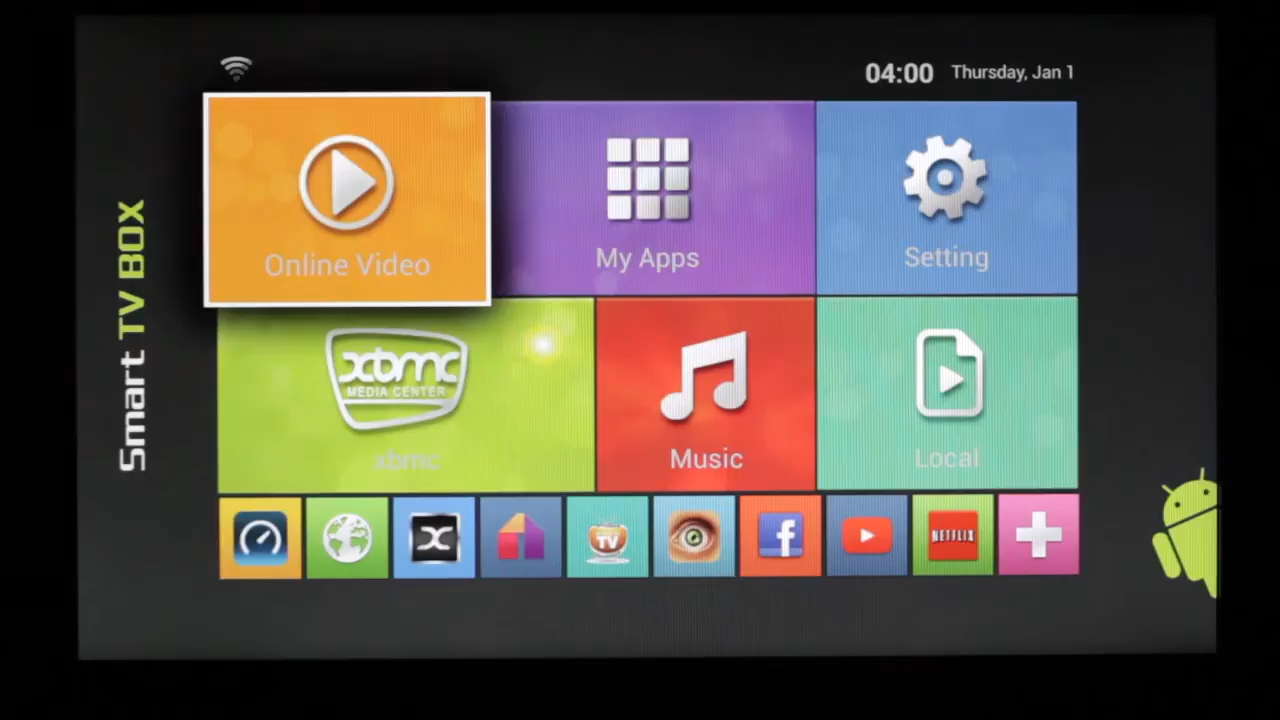 04:00 Thursday, Jan 1
Smart TV BOX
Online Video
My Apps
Setting
xbmc
MEDIA CENTER
xbmc
Music
Local
TV
NETFLIX